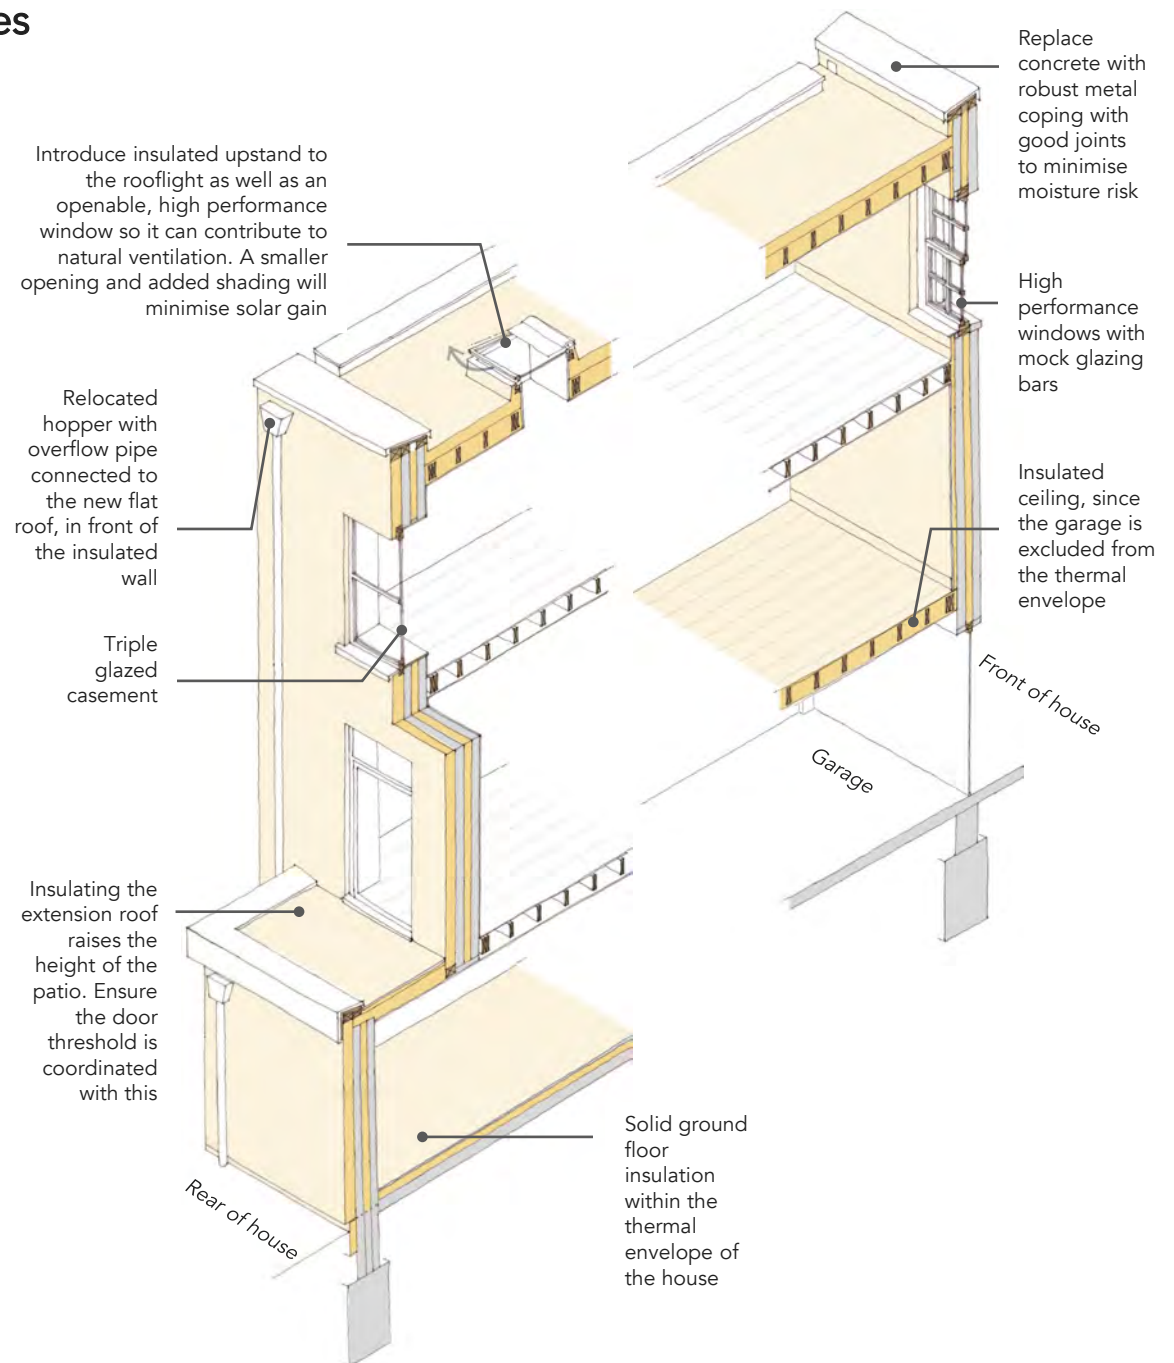 es
Introduce insulated upstand to
the rooflight as well as an
openable, high performance
window so it can contribute to
natural ventilation. A smaller
opening and added shading will
minimise solar gain
Relocated
hopper with
overflow pipe
connected to
the new flat
roof, in front of
the insulated
wall
Triple
glazed
casement
Insulating the
extension roof
raises the
height of the
patio. Ensure
the door
threshold is
coordinated
with this
Rear of house
Replace
concrete with
robust metal
coping with
good joints
to minimise
moisture risk
High
performance
windows with
mock glazing
bars
Insulated
ceiling, since
the garage is
excluded from
the thermal
envelope
Front of house
Garage
Solid ground
floor
insulation
within the
thermal
envelope of
the house